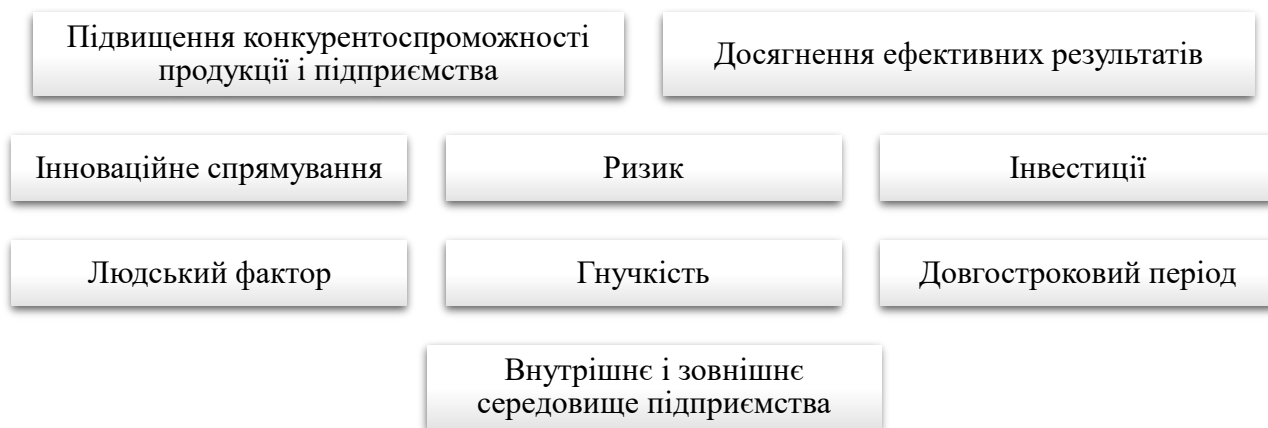 Підвищення конкурентоспроможності
продукції і підприємства
Досягнення ефективних результатів
Інноваційне спрямування
Ризик
Інвестиції
Людський фактор
Гнучкість
Довгостроковий період
Внутрішнє і зовнішнє
середовище підприємства